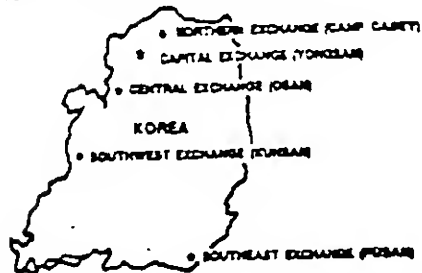 NORTHERN EXCHANGE (CAMP CASEY)
CAPITAL EXCHANGE (YONGSAN)
CENTRAL EXCHANGE (OSAN)
KOREA
SOUTHWEST EXCHANGE (KUNSAN)
SOUTHEAST EXCHANGE (PUSAN)